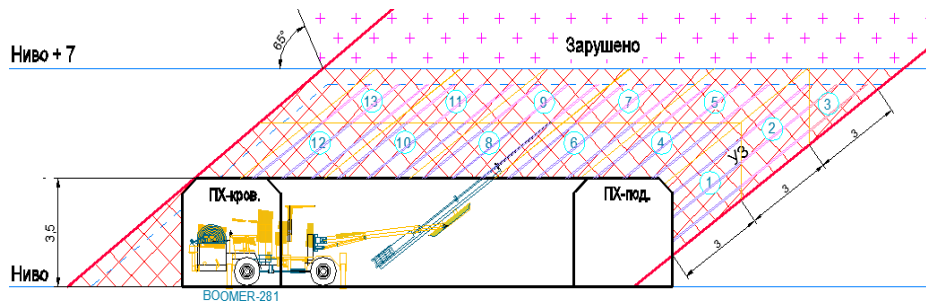 Зарушено
Ниво + 7
65°
13
11
9
7
5
3
2
12
10
8
6
4
1
УЗ
3
3
3
ПХ-кров.
ПХ-под.
3,5
Ниво
BOOMER-281